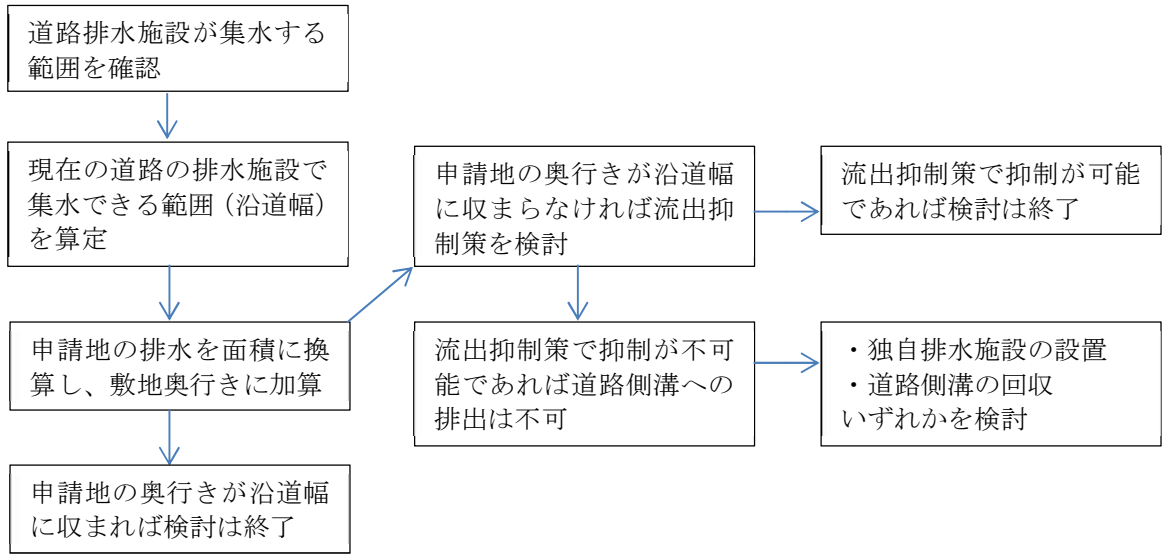 道路排水施設が集水する
範囲を確認
現在の道路の排水施設で
集水できる範囲（沿道幅）
を算定
申請地の排水を面積に換
算し、敷地奥行きに加算
申請地の奥行きが沿道幅
に収まれば検討は終了
申請地の奥行きが沿道幅
に収まらなければ流出抑
制策を検討
流出抑制策で抑制が可能
であれば検討は終了
流出抑制策で抑制が不可
能であれば道路側溝への
排出は不可
・独自排水施設の設置
・道路側溝の回収
いずれかを検討